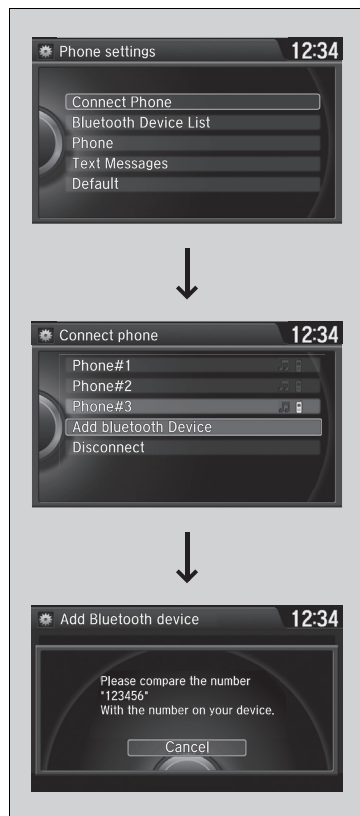 Phone settings 12:34
Connect Phone
Bluetooth Device List
Phone
Text Messages
Default
Connect phone 12:34
Phone#1
Phone#2
Phone#3
Add bluetooth Device
Disconnect
Add Bluetooth device 12:34
Please compare the number
"123456"
With the number on your device.
Cancel